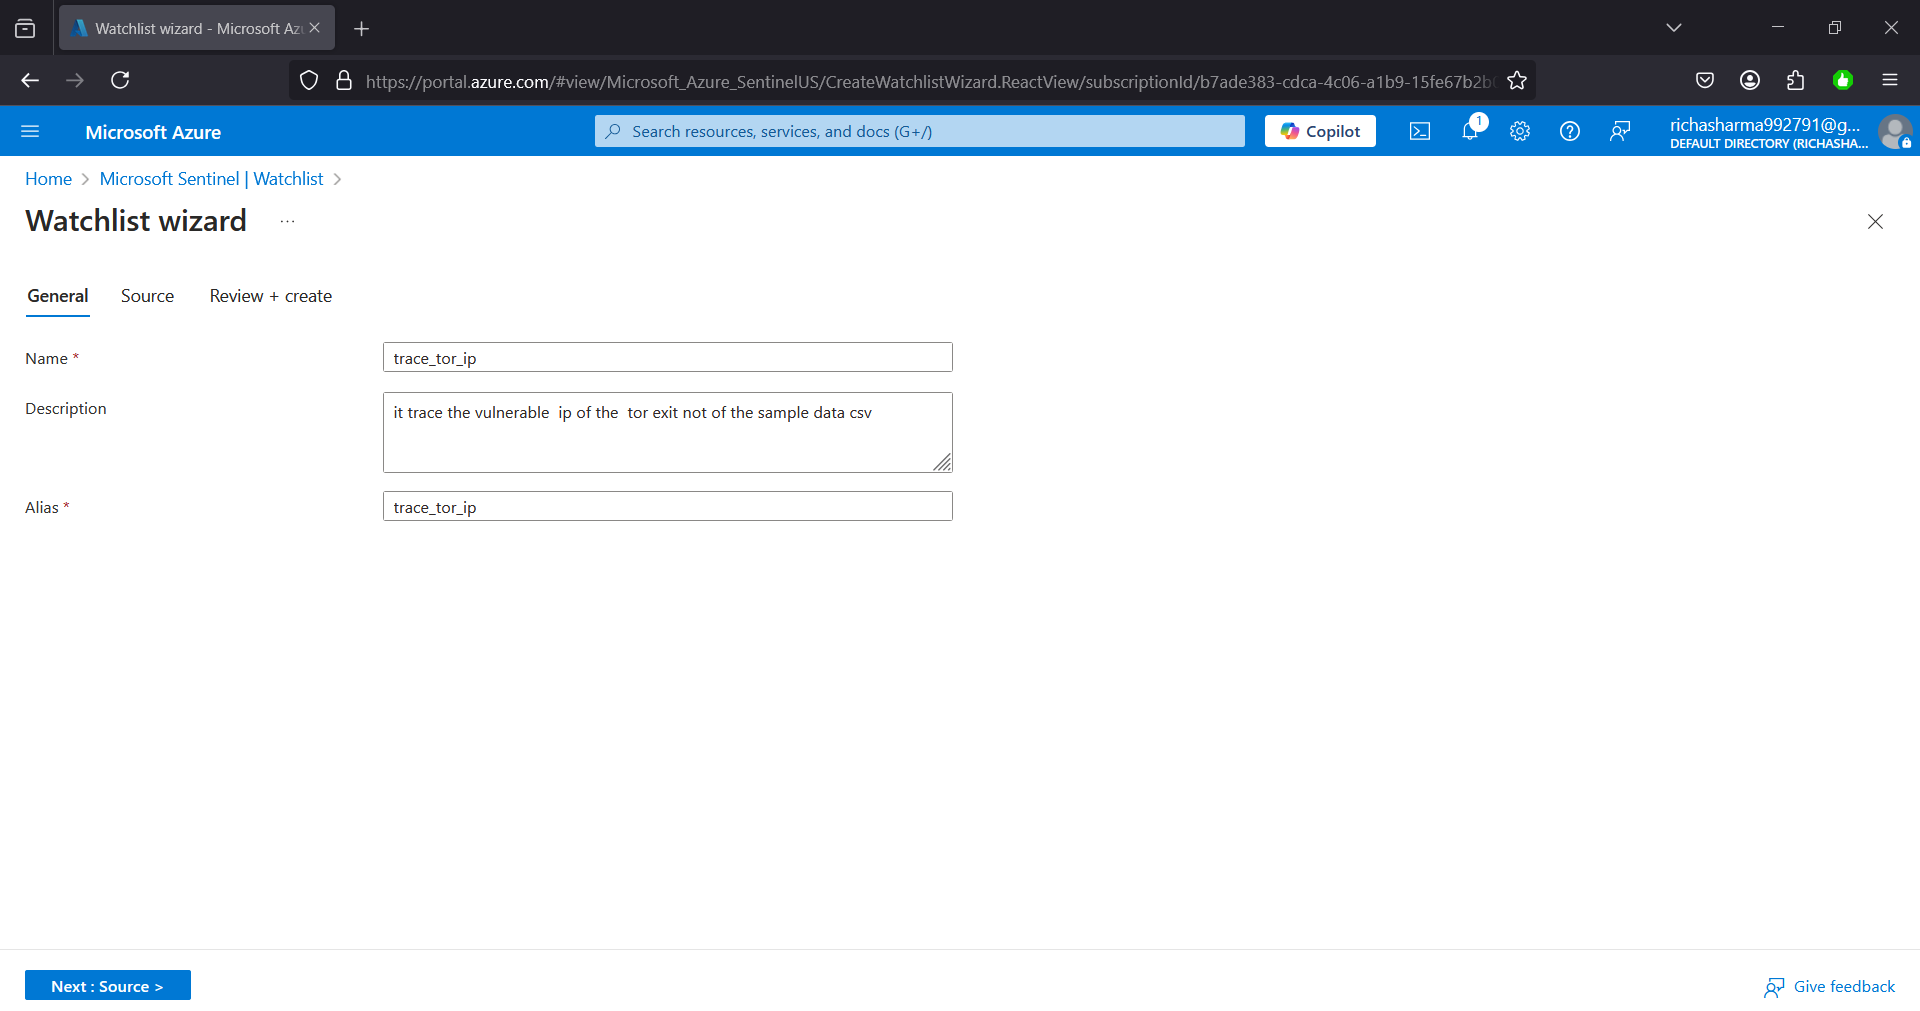 Watchlist wizard - Microsoft Az
https://portal.azure.com/#view/Microsoft_Azure_SentinelUS/CreateWatchlistWizard.ReactView/subscriptionId/b7ade383-cdca-4c06-a1b9-15fe67b2b
Microsoft Azure
Search resources, services, and docs (G+/)
Copilot
1
richasharma992791@g...
DEFAULT DIRECTORY (RICHASHA...
Home > Microsoft Sentinel | Watchlist >
Watchlist wizard ...
General Source Review + create
Name * trace_tor_ip
Description it trace the vulnerable  ip of the  tor exit not of the sample data csv
Alias * trace_tor_ip
Next : Source >
Give feedback